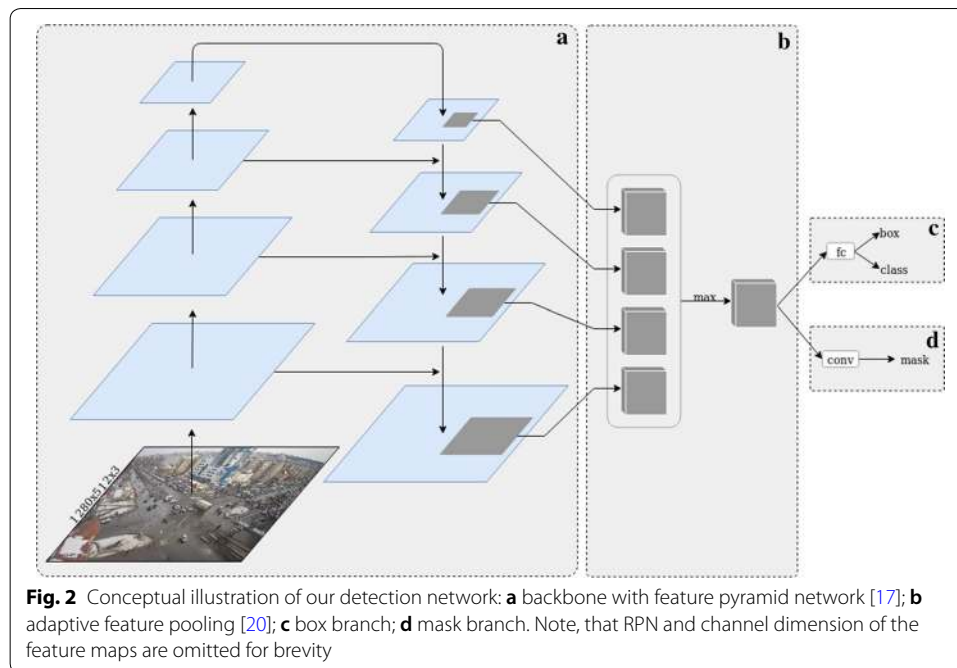 a
b
1280x512x3
max
c
box
fc
class
d
conv
mask
Fig. 2 Conceptual illustration of our detection network: a backbone with feature pyramid network [17]; b
adaptive feature pooling [20]; c box branch; d mask branch. Note, that RPN and channel dimension of the
feature maps are omitted for brevity